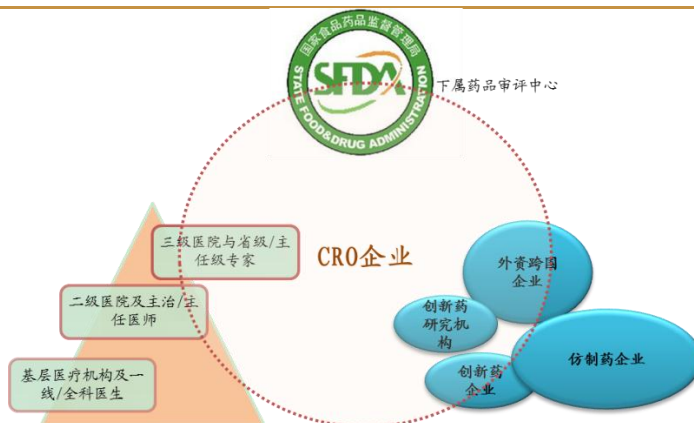 国家食品药品监督管理局
SFDA
STATE FOOD&DRUG ADMINISTRATION
下属药品审评中心
三级医院与省级/主
任级专家
CRO企业
外资跨国
企业
二级医院及主治/主
任医师
创新药
研究机
构
仿制药企业
基层医疗机构及一
线/全科医生
创新药
企业